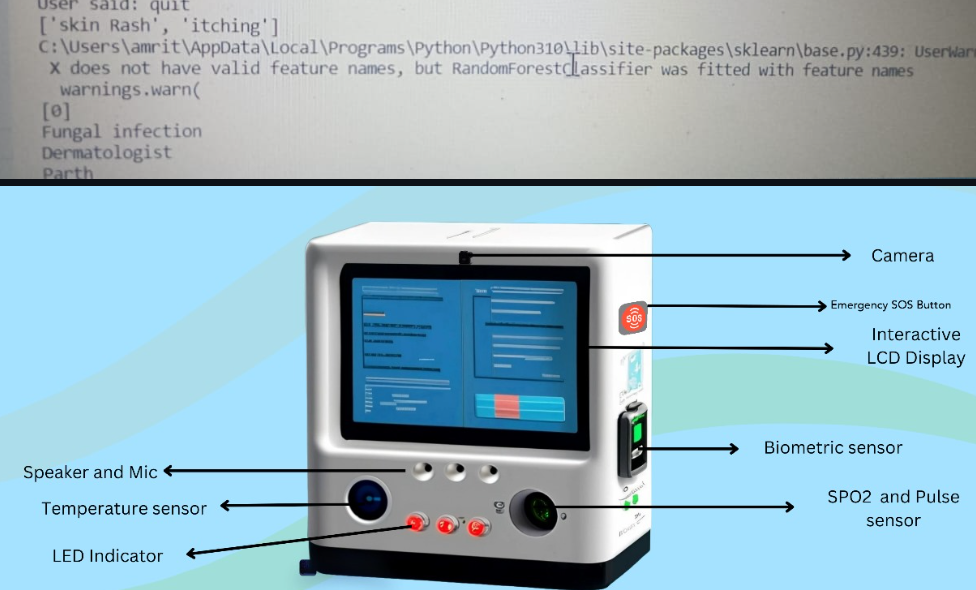 User said: quit
['skin Rash', 'itching']
C:\Users\amrit\AppData\Local\Programs\Python\Python310\lib\site-packages\sklearn\base.py:439: UserWarn
X does not have valid feature names, but RandomForestClassifier was fitted with feature names
warnings.warn(
[0]
Fungal infection
Dermatologist
Parth
Camera
Emergency SOS Button
SOS
Interactive
LCD Display
Biometric sensor
Speaker and Mic
Temperature sensor
SPO2 and Pulse
sensor
LED Indicator